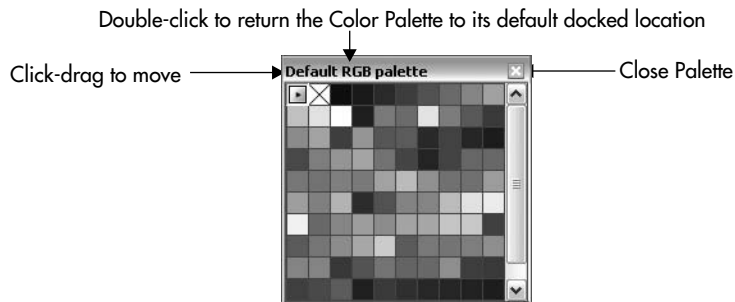 Double-click to return the Color Palette to its default docked location
Click-drag to move
Default RGB palette
Close Palette